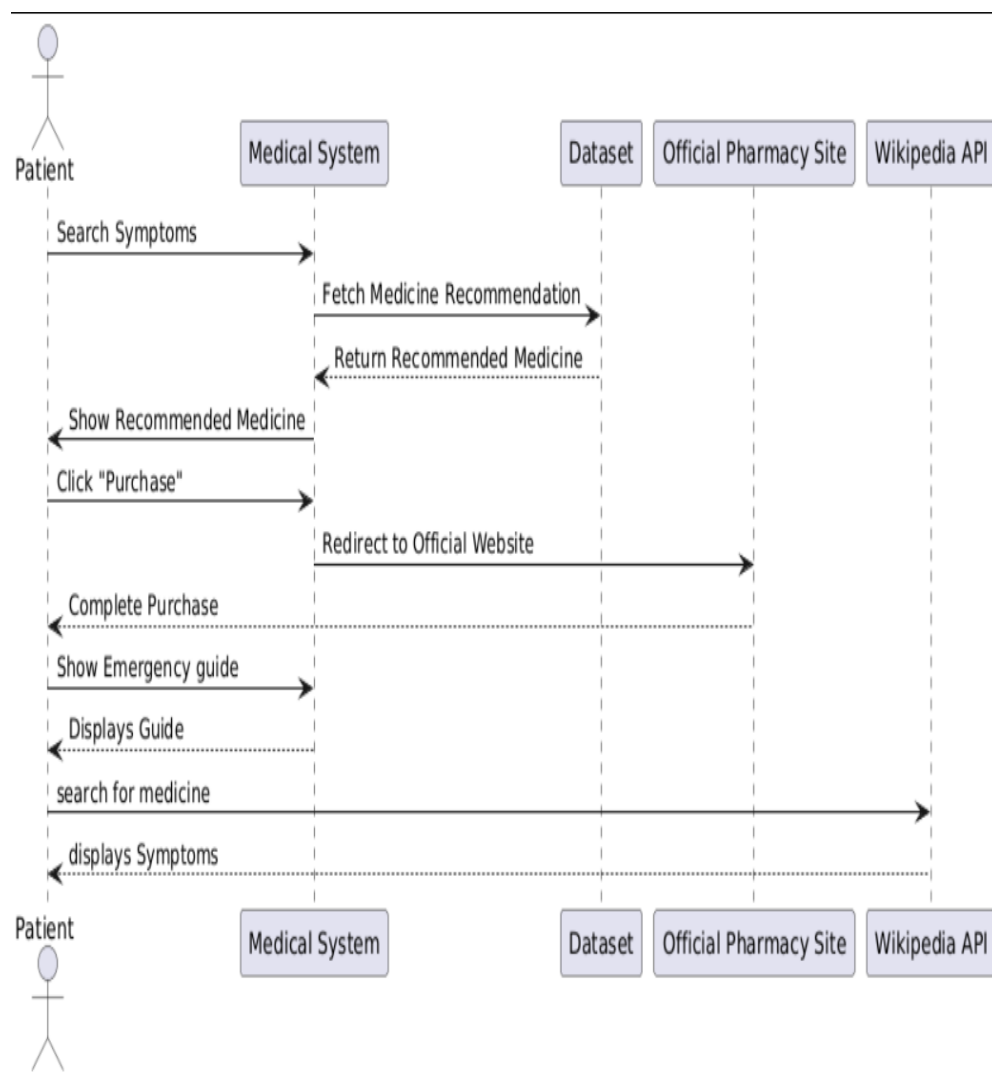 Patient
Medical System
Dataset
Official Pharmacy Site
Wikipedia API
Search Symptoms
Fetch Medicine Recommendation
Return Recommended Medicine
Show Recommended Medicine
Click "Purchase"
Redirect to Official Website
Complete Purchase
Show Emergency guide
Displays Guide
search for medicine
displays Symptoms
Patient
Medical System
Dataset
Official Pharmacy Site
Wikipedia API